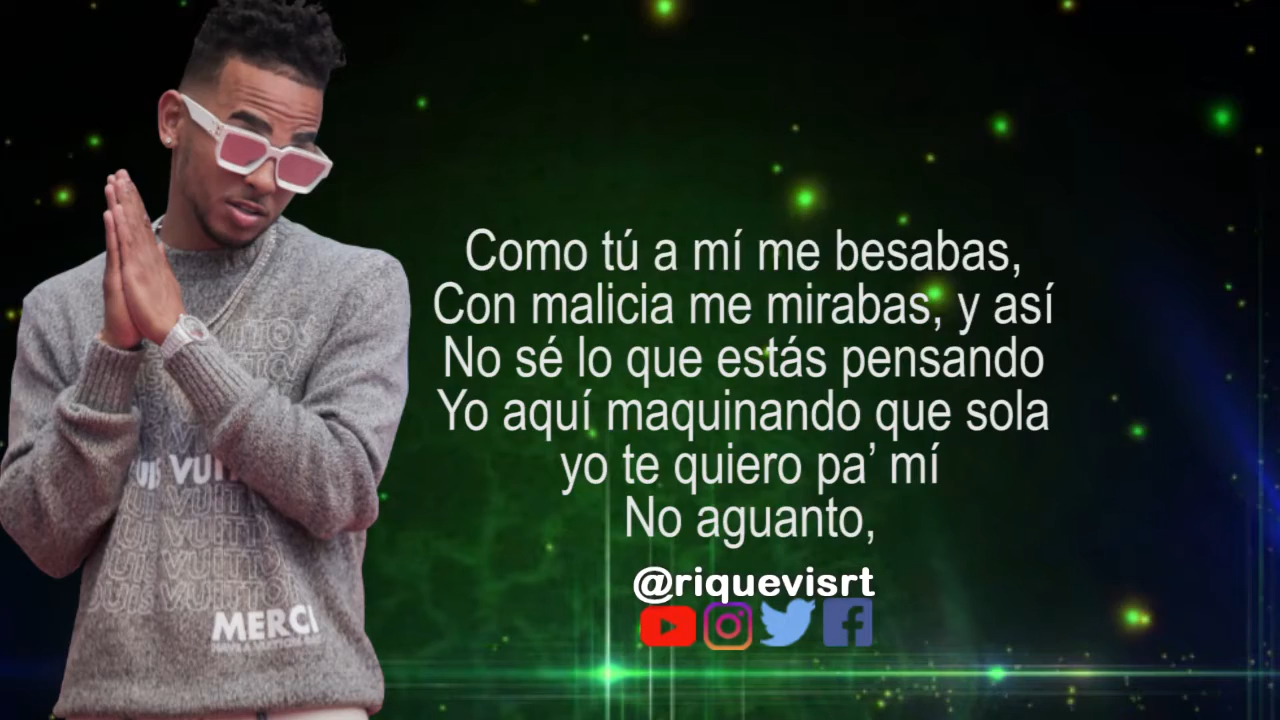 Como tú a mí me besabas,
Con malicia me mirabas, y así
No sé lo que estás pensando
Yo aquí maquinando que sola
yo te quiero pa’ mí
No aguanto,
@riquevisrt
VUITTON
MERCI